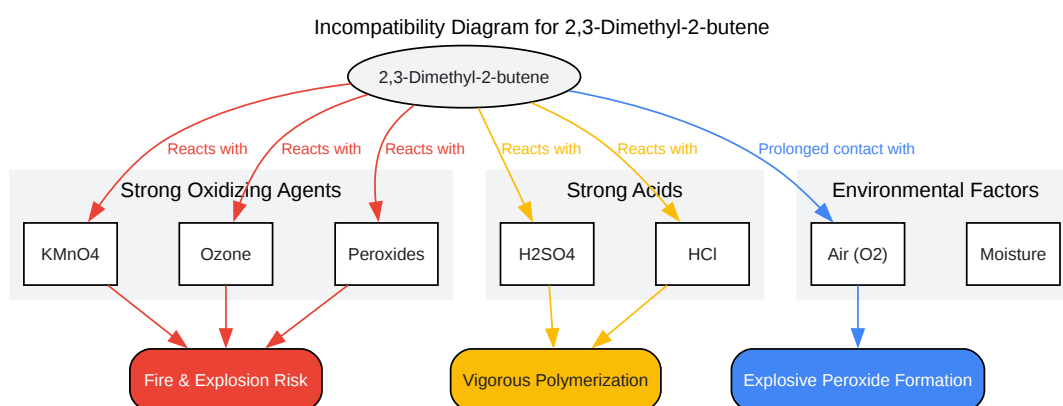 Incompatibility Diagram for 2,3-Dimethyl-2-butene
2,3-Dimethyl-2-butene
Reacts with
Reacts with
Reacts with
Reacts with
Reacts with
Prolonged contact with
Strong Oxidizing Agents
Strong Acids
Environmental Factors
KMnO4
Ozone
Peroxides
H2SO4
HCl
Air (O2)
Moisture
Fire & Explosion Risk
Vigorous Polymerization
Explosive Peroxide Formation